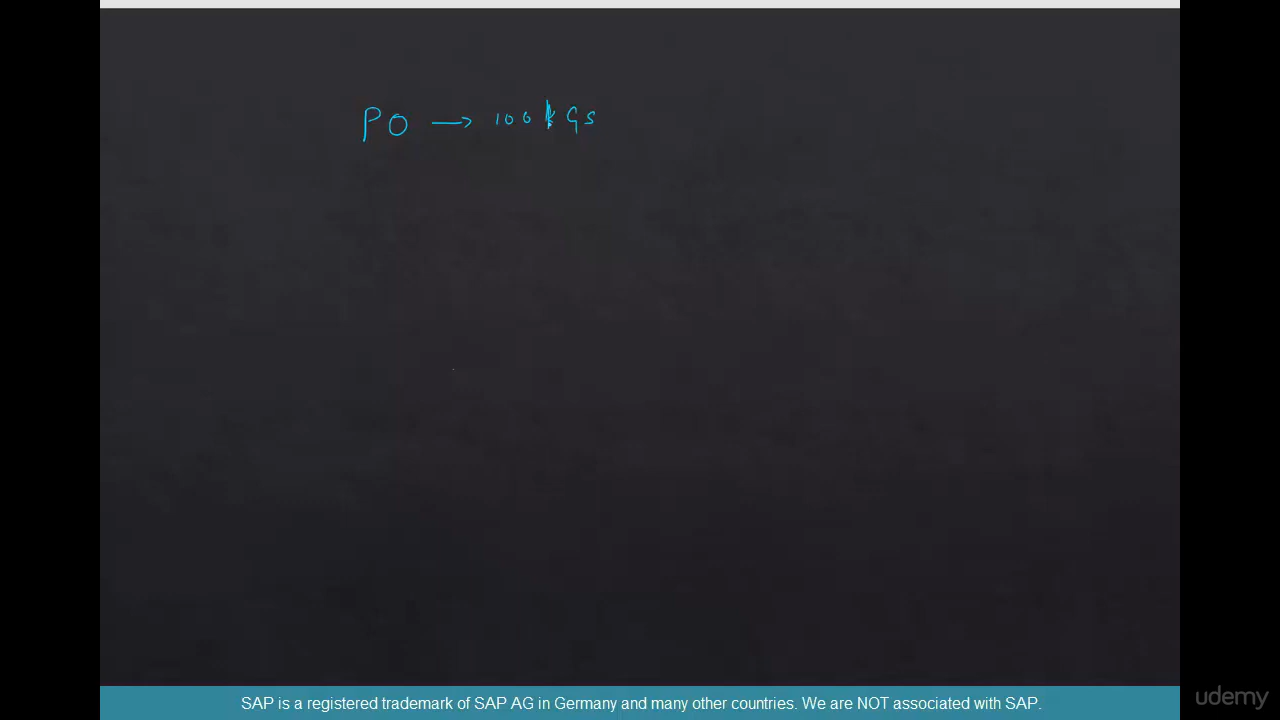 PO → 100 KGS
SAP is a registered trademark of SAP AG in Germany and many other countries. We are NOT associated with SAP.
udemy